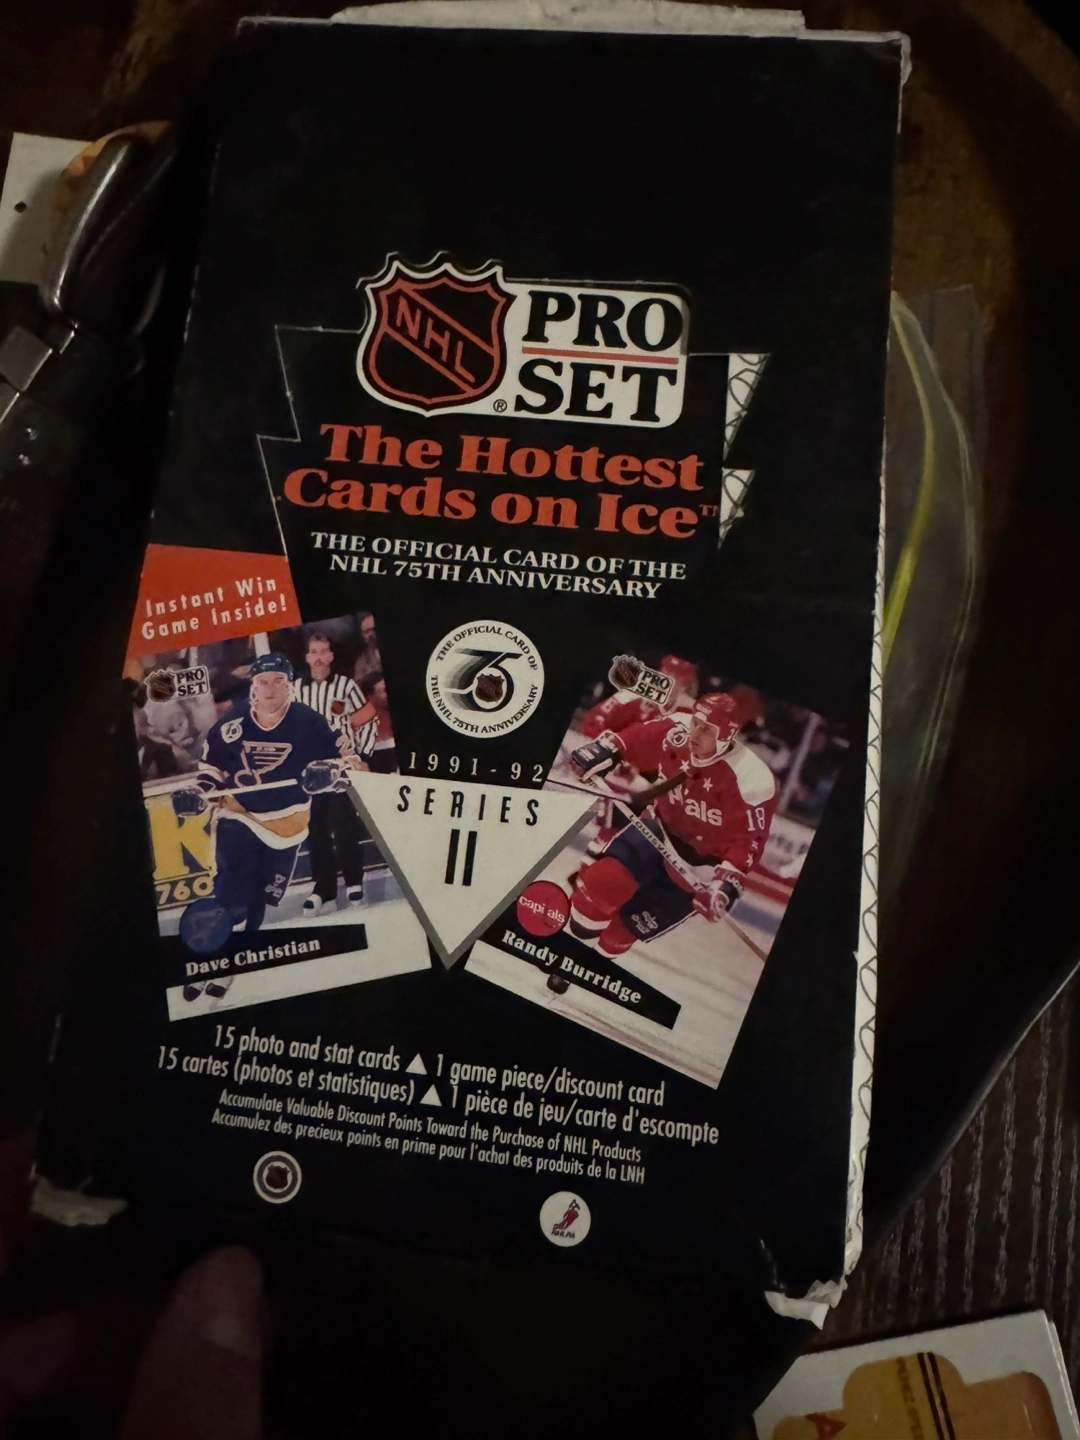 NHL
PRO
SET
®
The Hottest
Cards on Ice™
THE OFFICIAL CARD OF THE
NHL 75TH ANNIVERSARY
Instant Win
Game Inside!
THE OFFICIAL CARD OF
75
THE NHL 75TH ANNIVERSARY
1991-92
SERIES
II
PRO
SET
K
760
Dave Christian
PRO
SET
18
LOUISVILLE
Randy Burridge
15 photo and stat cards ▲ 1 game piece/discount card
15 cartes (photos et statistiques) ▲ 1 pièce de jeu/carte d'escompte
Accumulate Valuable Discount Points Toward the Purchase of NHL Products
Accumulez des precieux points en prime pour l'achat des produits de la LNH